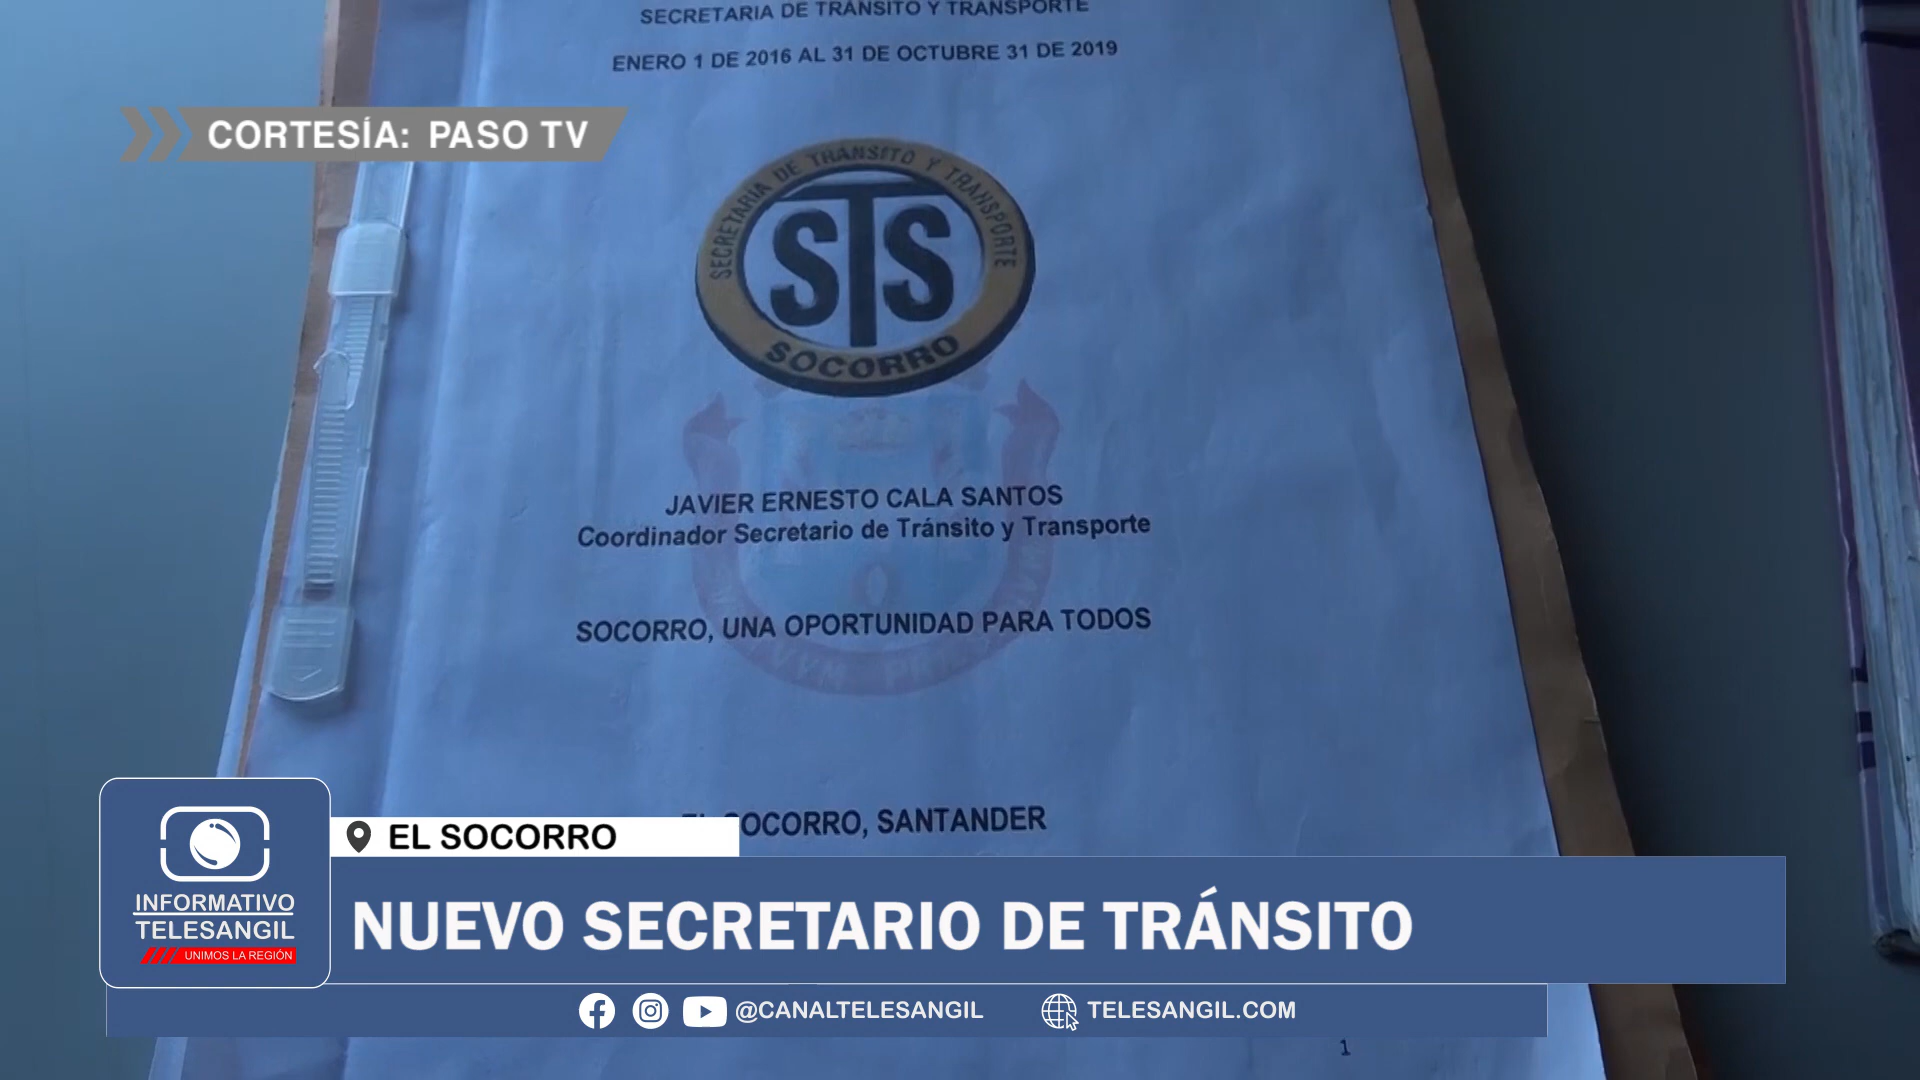 SECRETARIA DE TRÁNSITO Y TRANSPORTE
ENERO 1 DE 2016 AL 31 DE OCTUBRE 31 DE 2019
CORTESÍA: PASO TV
SECRETARIA DE TRANSITO Y TRANSPORTE
STS
SOCORRO
JAVIER ERNESTO CALA SANTOS
Coordinador Secretario de Tránsito y Transporte
SOCORRO, UNA OPORTUNIDAD PARA TODOS
SOCORRO, SANTANDER
EL SOCORRO
INFORMATIVO
TELESANGIL
UNIMOS LA REGIÓN
NUEVO SECRETARIO DE TRÁNSITO
@CANALTELESANGIL
TELESANGIL.COM
1